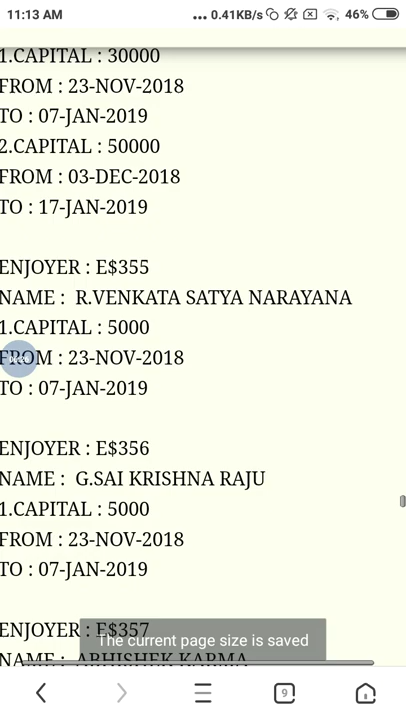 11:13 AM ... 0.41KB/s 46%
1.CAPITAL : 30000
FROM : 23-NOV-2018
TO : 07-JAN-2019
2.CAPITAL : 50000
FROM : 03-DEC-2018
TO : 17-JAN-2019
ENJOYER : E$355
NAME :  R.VENKATA SATYA NARAYANA
1.CAPITAL : 5000
FROM : 23-NOV-2018
TO : 07-JAN-2019
ENJOYER : E$356
NAME :  G.SAI KRISHNA RAJU
1.CAPITAL : 5000
FROM : 23-NOV-2018
TO : 07-JAN-2019
ENJOYER : E$357
The current page size is saved
NAME :  ABHISHEK KARMA
9